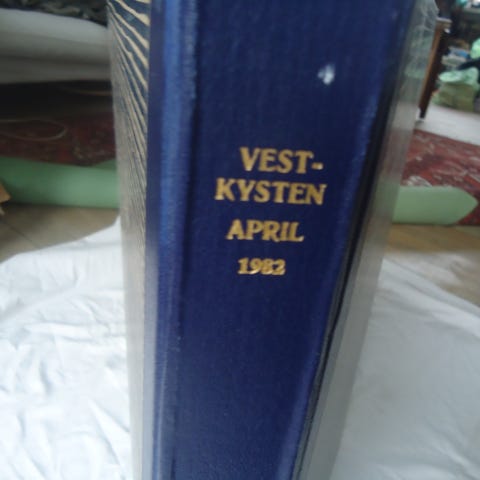 VEST-
KYSTEN
APRIL
1982